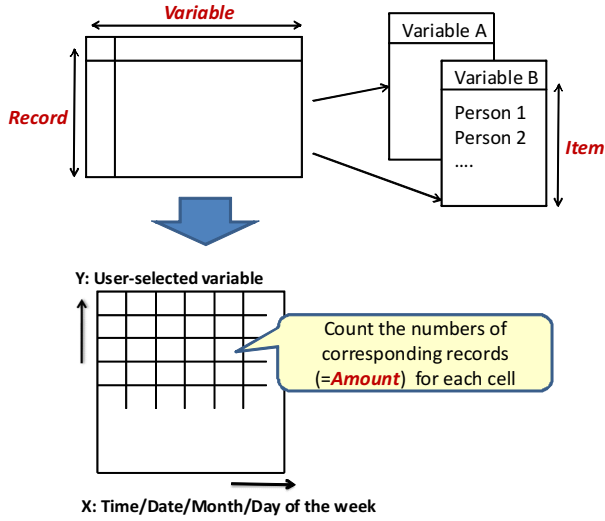 Variable
Record
Variable A
Variable B
Person 1
Person 2
....
Item
Y: User-selected variable
Count the numbers of
corresponding records
(=Amount) for each cell
X: Time/Date/Month/Day of the week